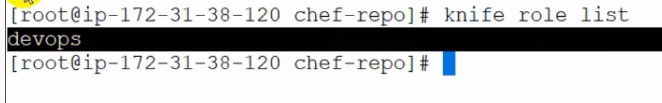 [root@ip-172-31-38-120 chef-repo]# knife role list
devops
[root@ip-172-31-38-120 chef-repo]#